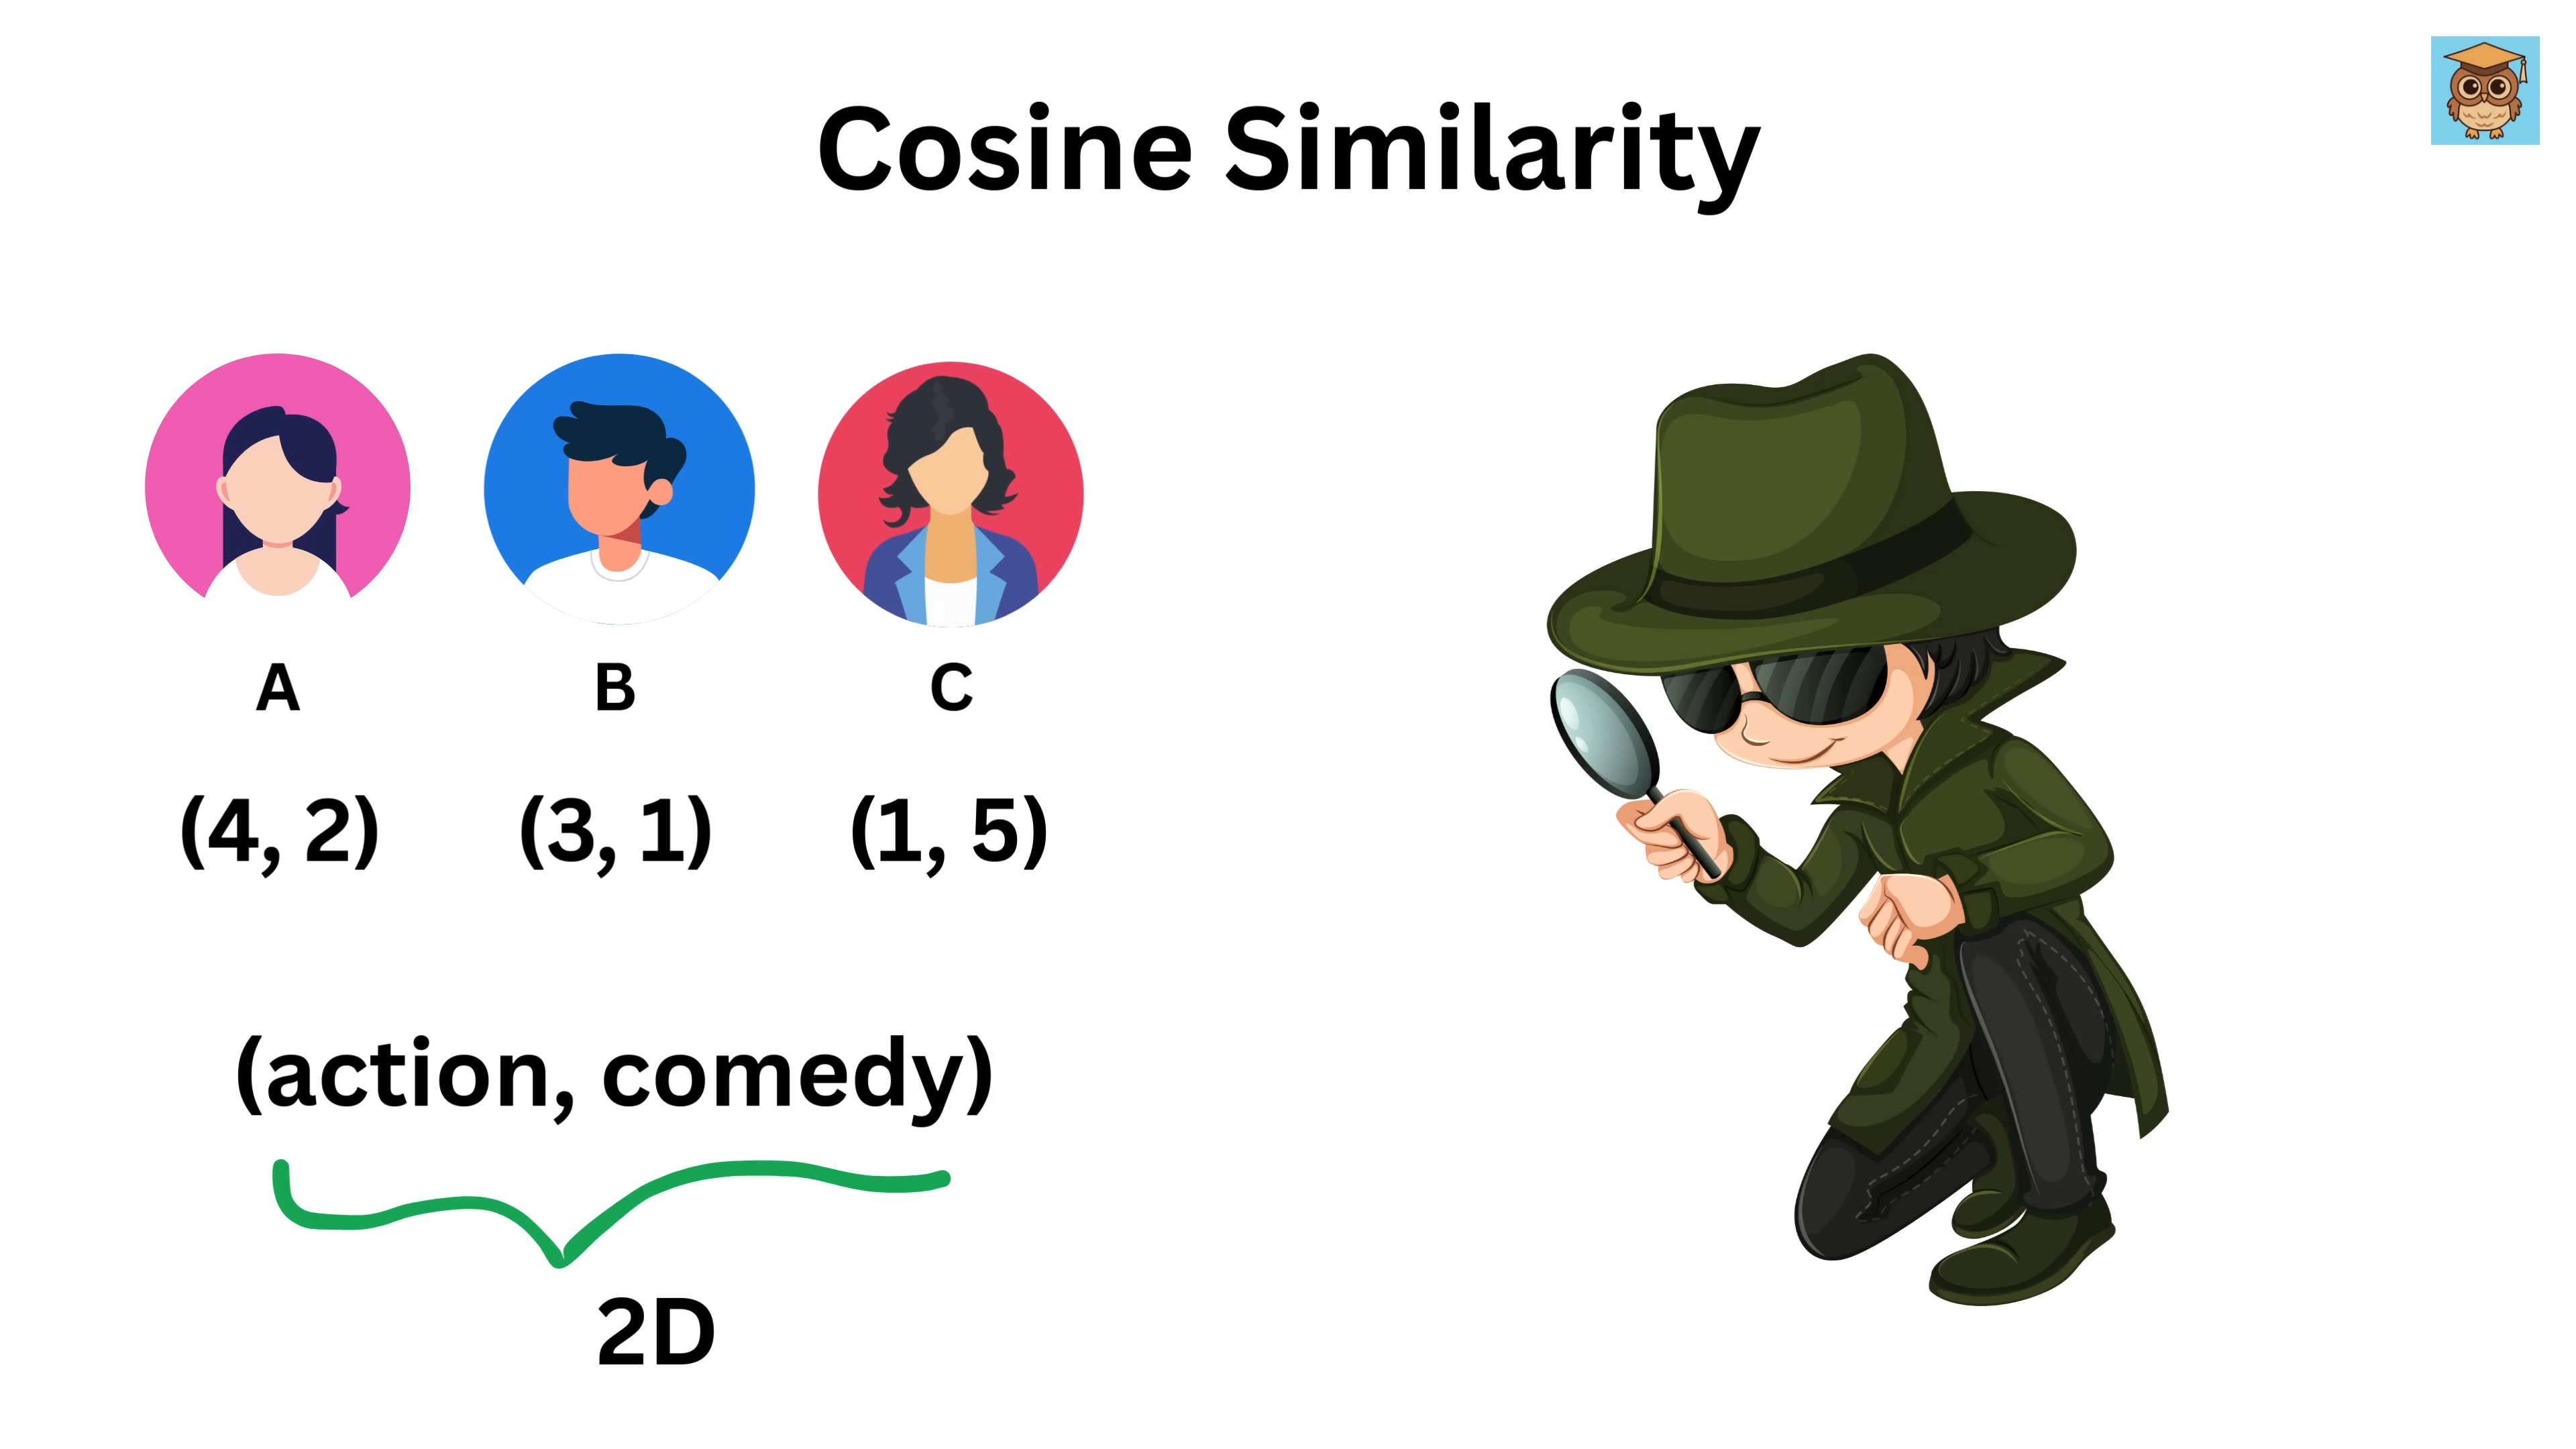 Cosine Similarity
A B C
(4, 2) (3, 1) (1, 5)
(action, comedy)
2D